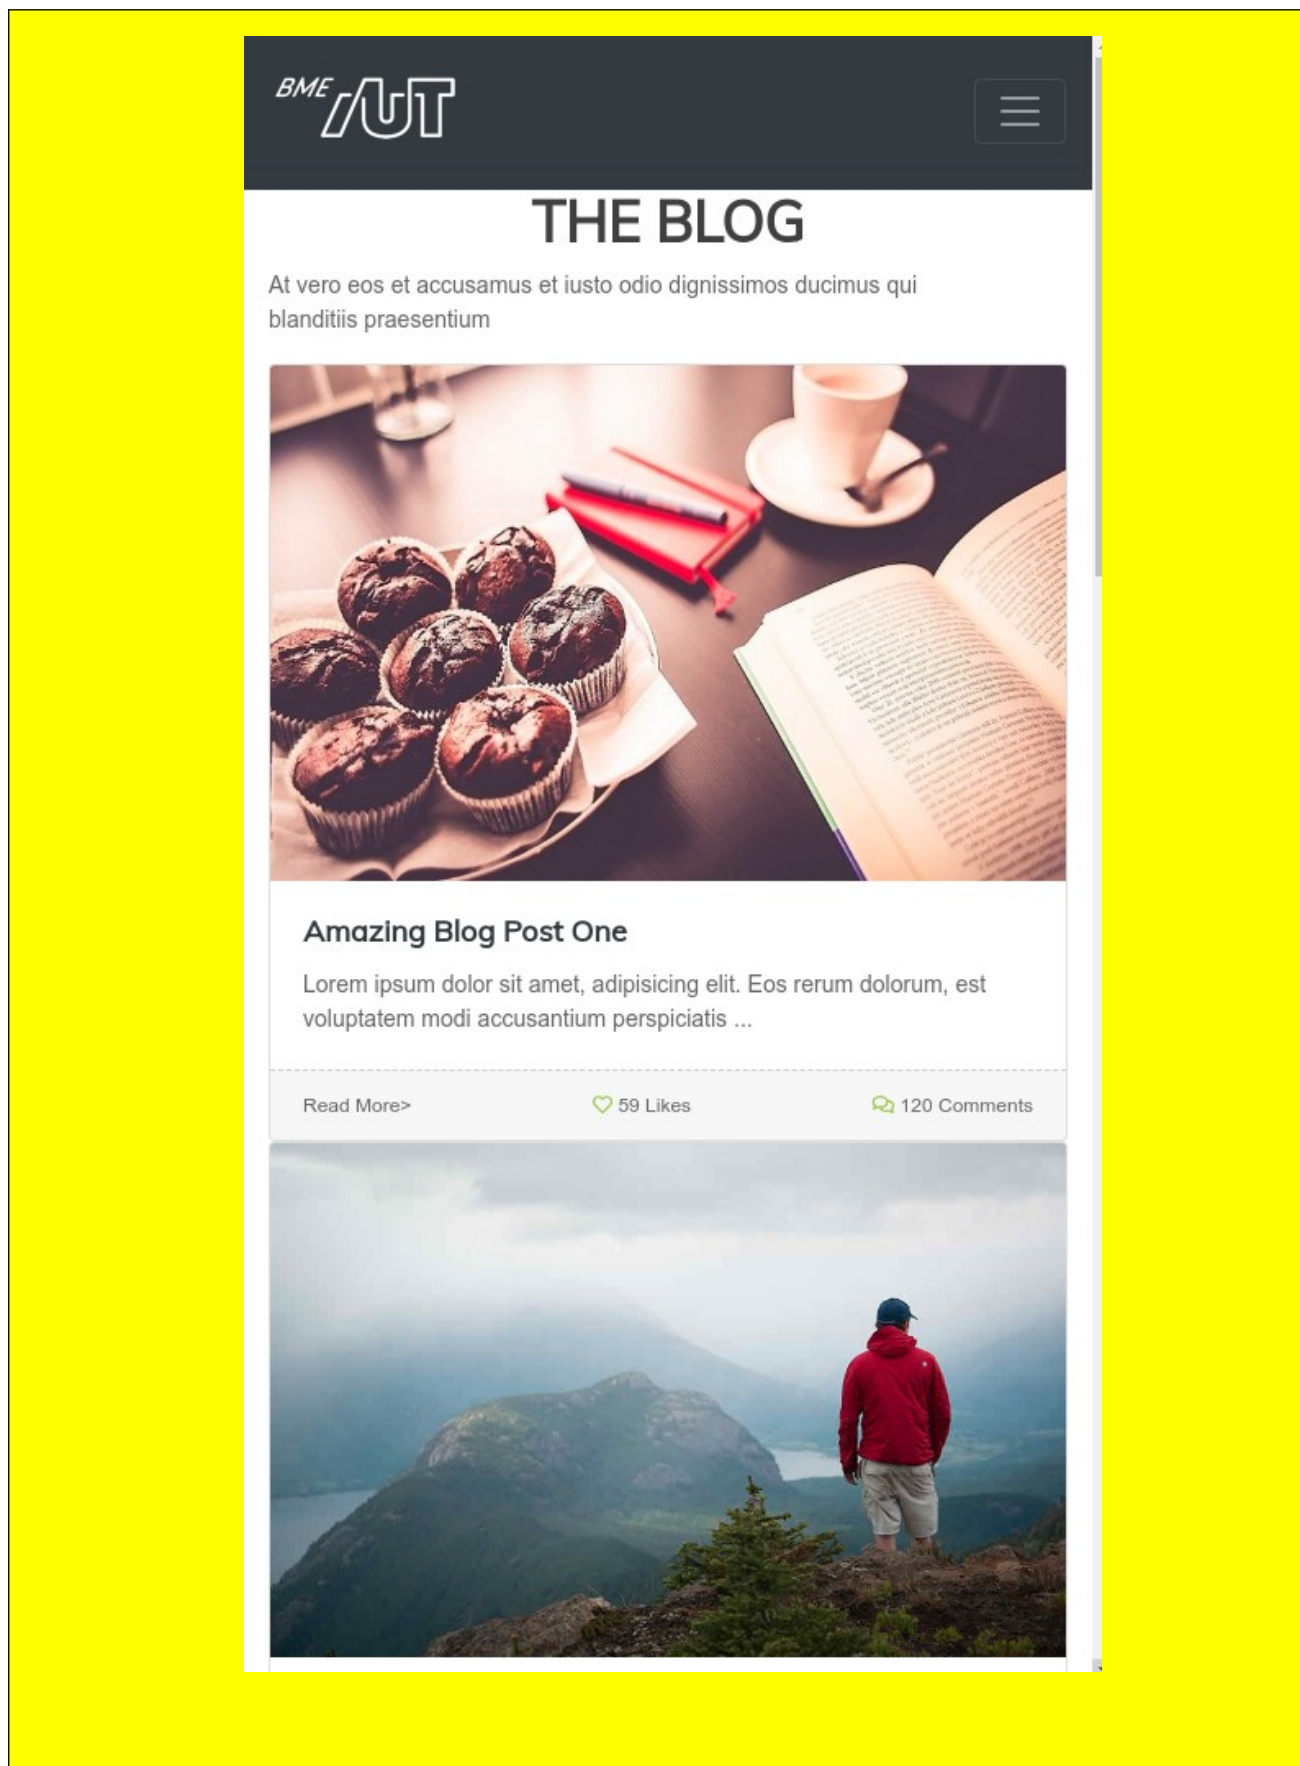 BME AUT
THE BLOG
At vero eos et accusamus et iusto odio dignissimos ducimus qui
blanditiis praesentium
Amazing Blog Post One
Lorem ipsum dolor sit amet, adipisicing elit. Eos rerum dolorum, est
voluptatem modi accusantium perspiciatis ...
Read More> 59 Likes 120 Comments